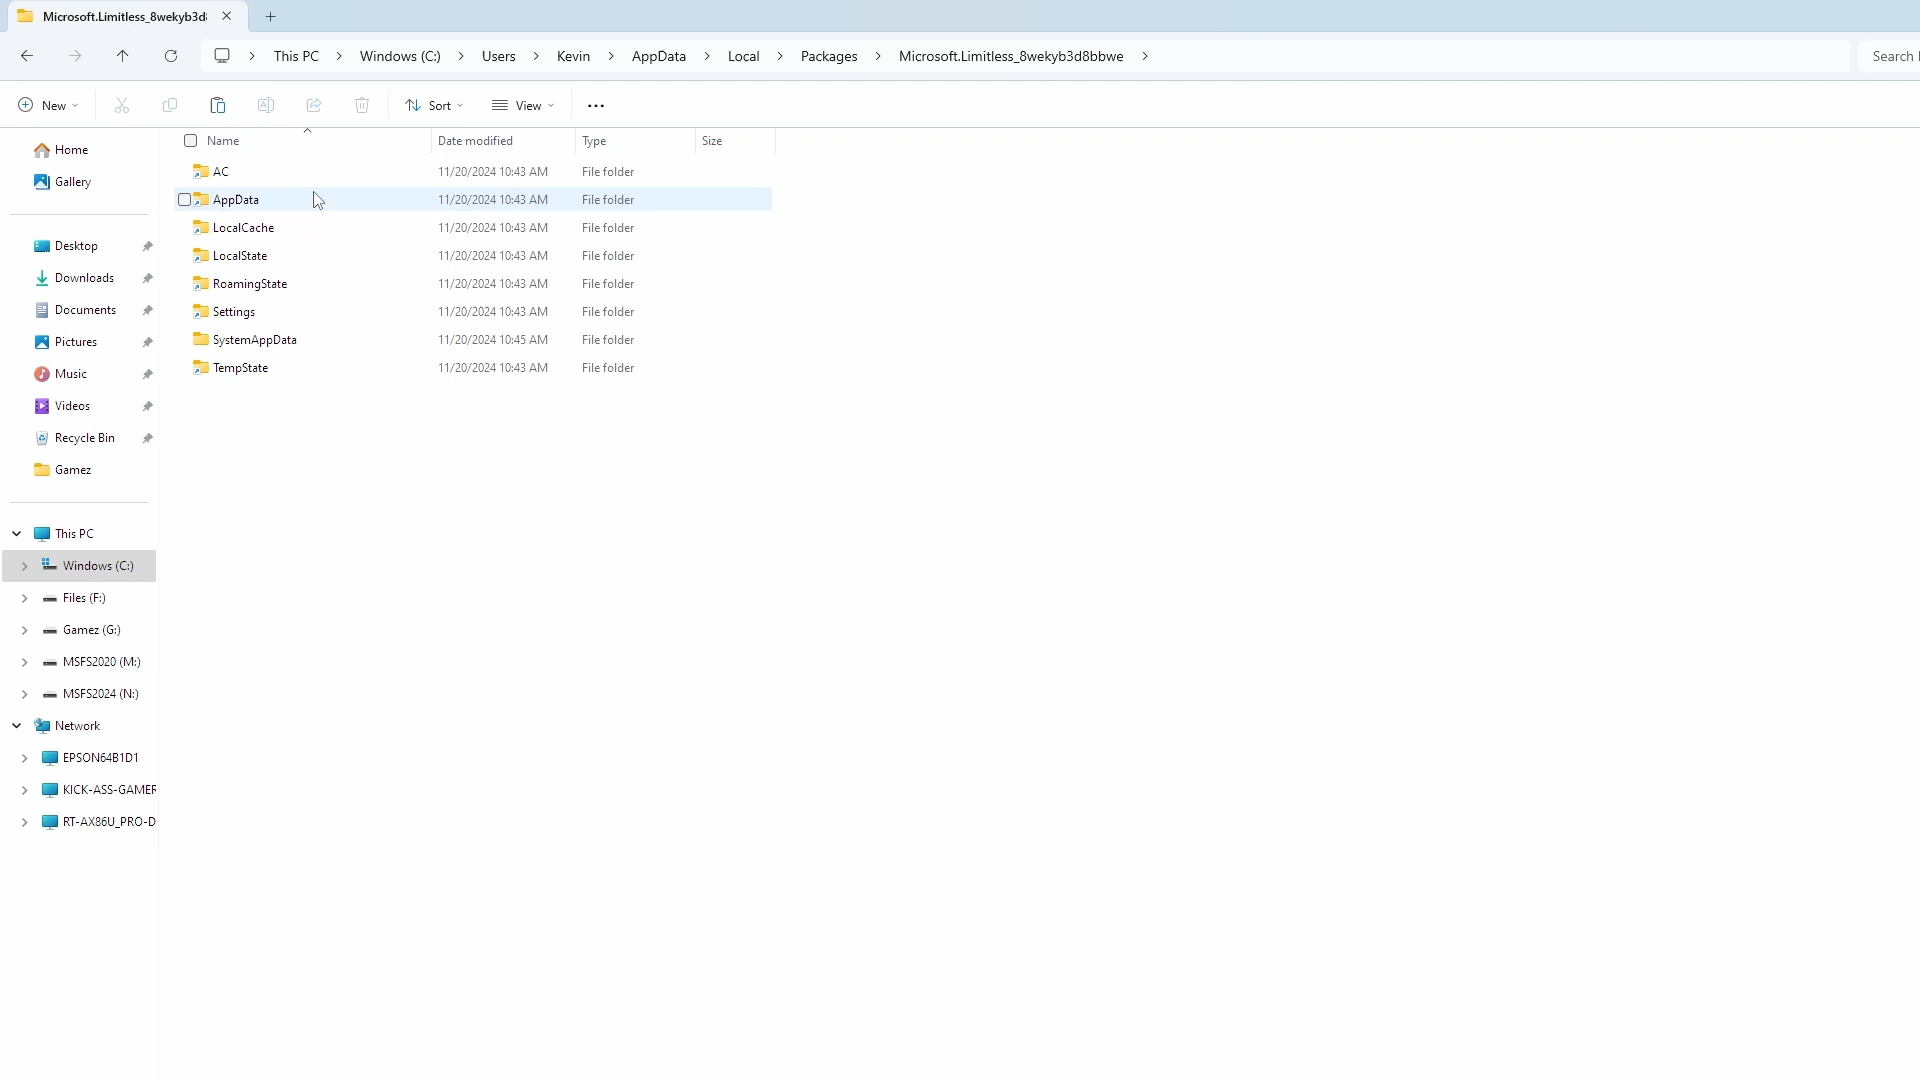 Microsoft.Limitless_8wekyb3d8
This PC > Windows (C:) > Users > Kevin > AppData > Local > Packages > Microsoft.Limitless_8wekyb3d8bbwe >
Search
New
Sort
View
Name
Date modified
Type
Size
Home
Gallery
Desktop
Downloads
Documents
Pictures
Music
Videos
Recycle Bin
Gamez
This PC
Windows (C:)
Files (F:)
Gamez (G:)
MSFS2020 (M:)
MSFS2024 (N:)
Network
EPSON64B1D1
KICK-ASS-GAMER
RT-AX86U_PRO-D
AC 11/20/2024 10:43 AM File folder
AppData 11/20/2024 10:43 AM File folder
LocalCache 11/20/2024 10:43 AM File folder
LocalState 11/20/2024 10:43 AM File folder
RoamingState 11/20/2024 10:43 AM File folder
Settings 11/20/2024 10:43 AM File folder
SystemAppData 11/20/2024 10:45 AM File folder
TempState 11/20/2024 10:43 AM File folder